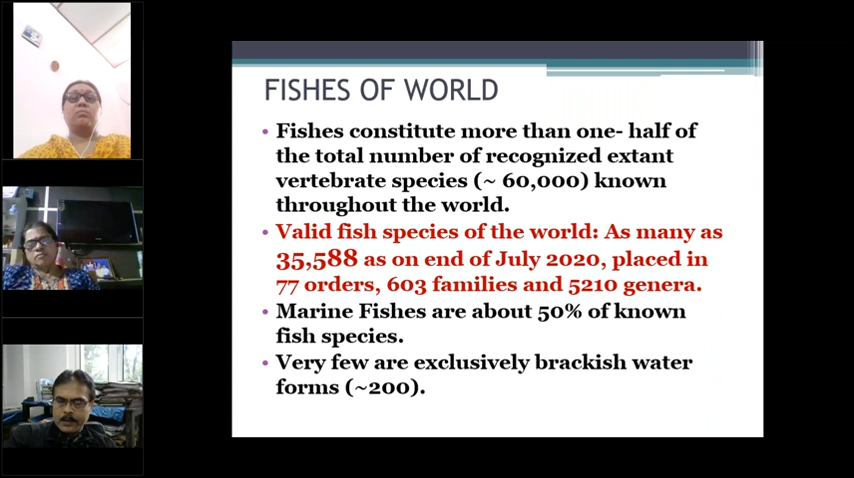 FISHES OF WORLD
• Fishes constitute more than one- half of
the total number of recognized extant
vertebrate species (~ 60,000) known
throughout the world.
• Valid fish species of the world: As many as
35,588 as on end of July 2020, placed in
77 orders, 603 families and 5210 genera.
• Marine Fishes are about 50% of known
fish species.
• Very few are exclusively brackish water
forms (~200).